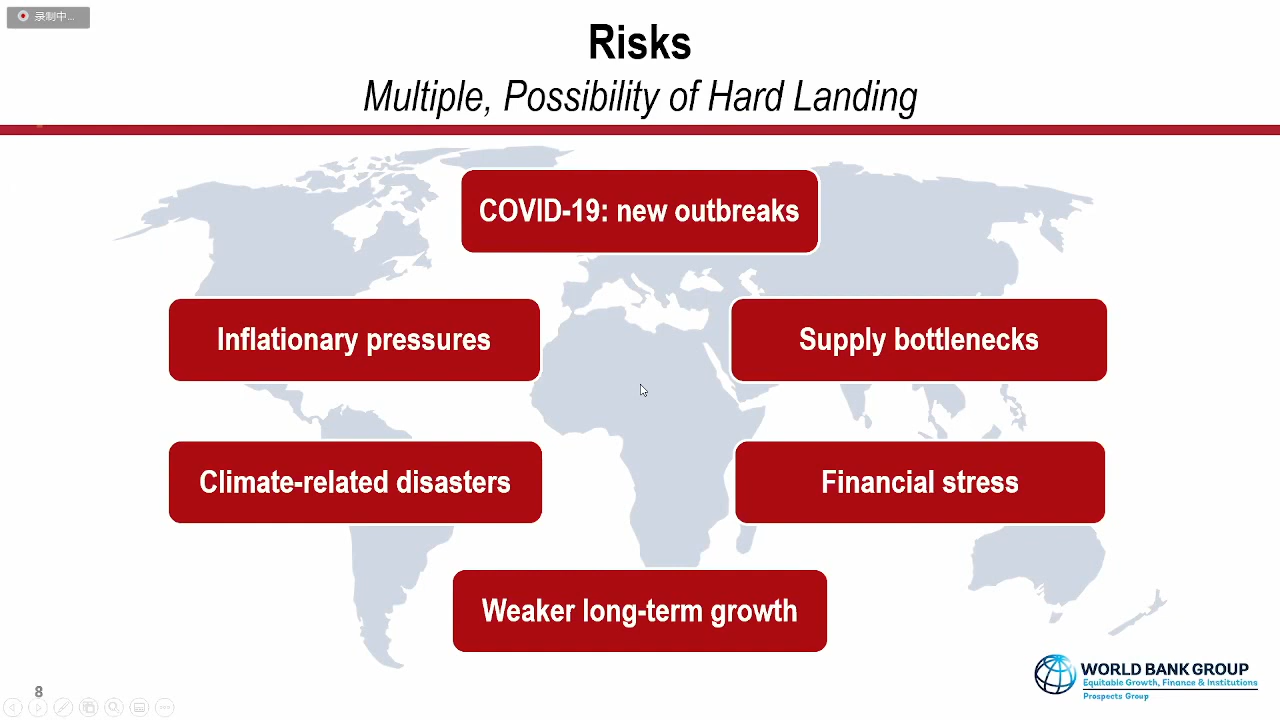 录制中...
Risks
Multiple, Possibility of Hard Landing
COVID-19: new outbreaks
Inflationary pressures
Supply bottlenecks
Climate-related disasters
Financial stress
Weaker long-term growth
WORLD BANK GROUP
Equitable Growth, Finance & Institutions
Prospects Group
8